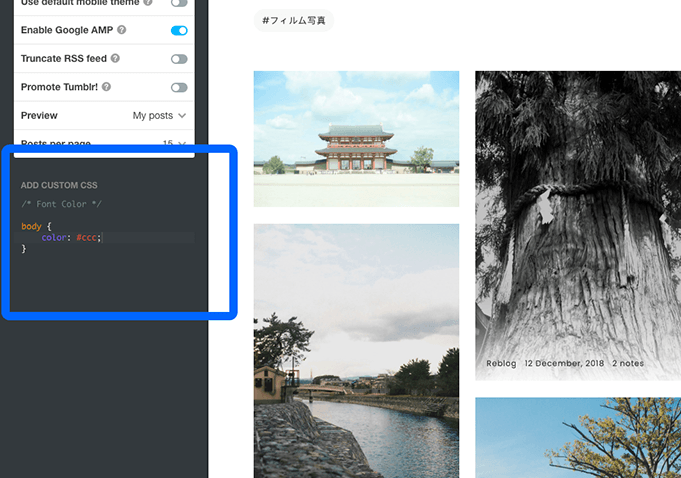 Use default mobile theme
Enable Google AMP ?
Truncate RSS feed ?
Promote Tumblr! ?
Preview My posts
Posts per page 15
ADD CUSTOM CSS
/* Font Color */
body {
color: #ccc;
}
#フィルム写真
Reblog 12 December, 2018 2 notes